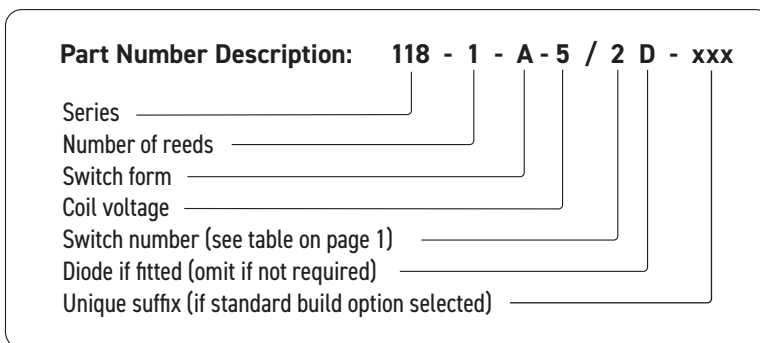 Part Number Description: 118 - 1 - A - 5 / 2 D - xxx
Series
Number of reeds
Switch form
Coil voltage
Switch number (see table on page 1)
Diode if fitted (omit if not required)
Unique suffix (if standard build option selected)